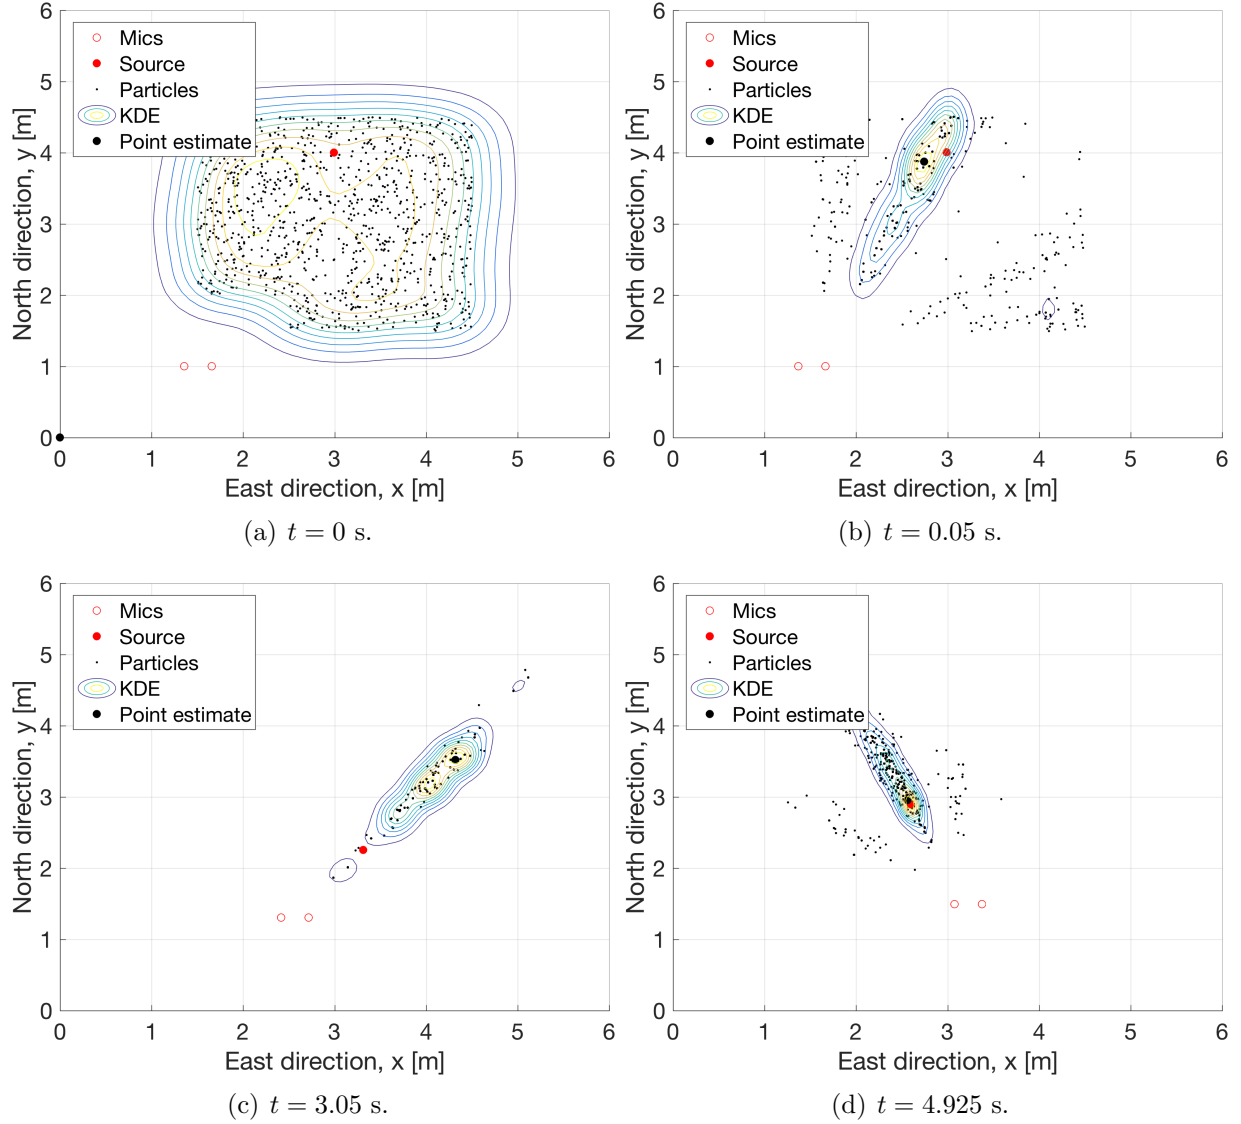 6
5
4
3
2
1
0
North direction, y [m]
Mics
Source
Particles
KDE
Point estimate
0 1 2 3 4 5 6
East direction, x [m]
(a) t = 0 s.
6
5
4
3
2
1
0
North direction, y [m]
Mics
Source
Particles
KDE
Point estimate
0 1 2 3 4 5 6
East direction, x [m]
(b) t = 0.05 s.
6
5
4
3
2
1
0
North direction, y [m]
Mics
Source
Particles
KDE
Point estimate
0 1 2 3 4 5 6
East direction, x [m]
(c) t = 3.05 s.
6
5
4
3
2
1
0
North direction, y [m]
Mics
Source
Particles
KDE
Point estimate
0 1 2 3 4 5 6
East direction, x [m]
(d) t = 4.925 s.